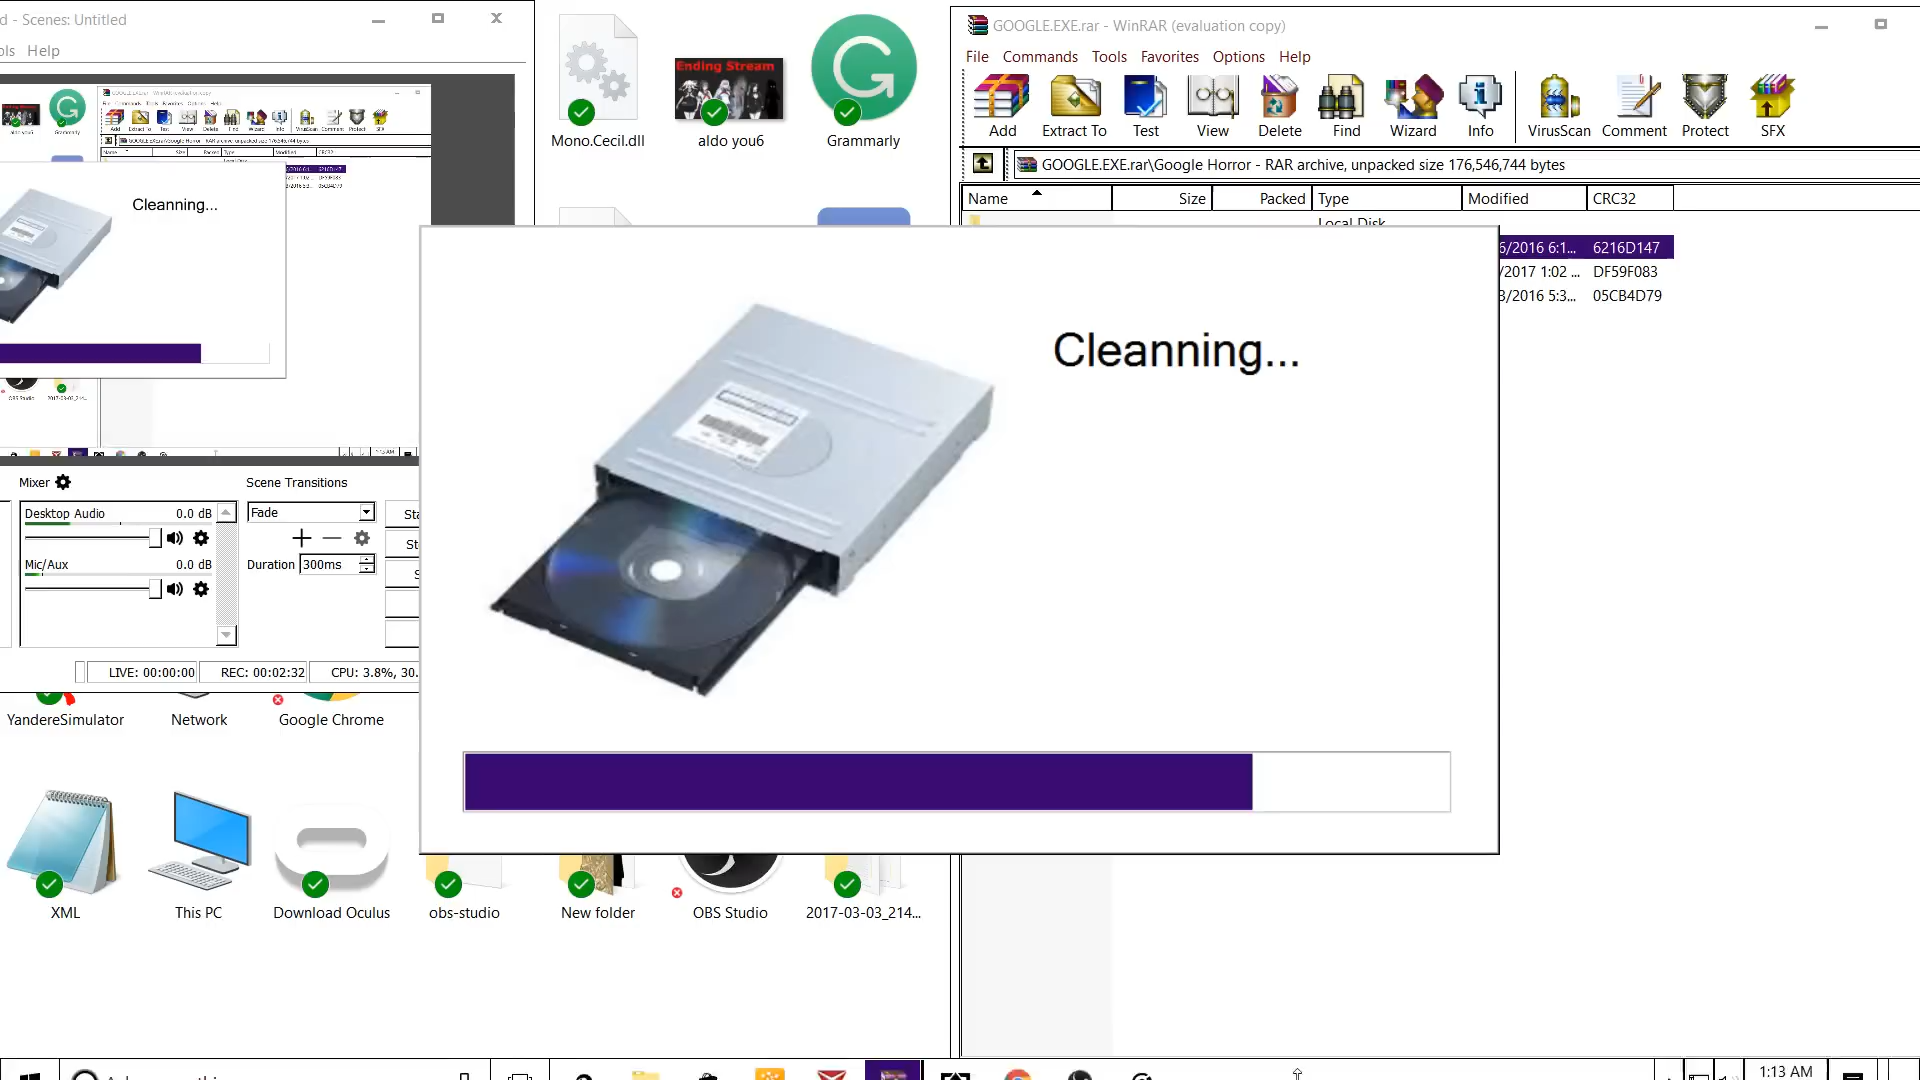 d - Scenes: Untitled
ols Help
Mono.Cecil.dll
Ending Stream
aldo you6
Grammarly
GOOGLE.EXE.rar - WinRAR (evaluation copy)
File Commands Tools Favorites Options Help
Add Extract To Test View Delete Find Wizard Info VirusScan Comment Protect SFX
GOOGLE.EXE.rar\Google Horror - RAR archive, unpacked size 176,546,744 bytes
Name Size Packed Type Modified CRC32
Local Disk
6/2016 6:1... 6216D147
/2017 1:02 ... DF59F083
3/2016 5:3... 05CB4D79
Cleanning...
Cleanning...
Mixer
Scene Transitions
Desktop Audio 0.0 dB
Fade
Sta
St
Mic/Aux 0.0 dB
Duration 300ms
S
LIVE: 00:00:00 REC: 00:02:32 CPU: 3.8%, 30.
YandereSimulator
Network
Google Chrome
XML
This PC
Download Oculus
obs-studio
New folder
OBS Studio
2017-03-03_214...
1:13 AM